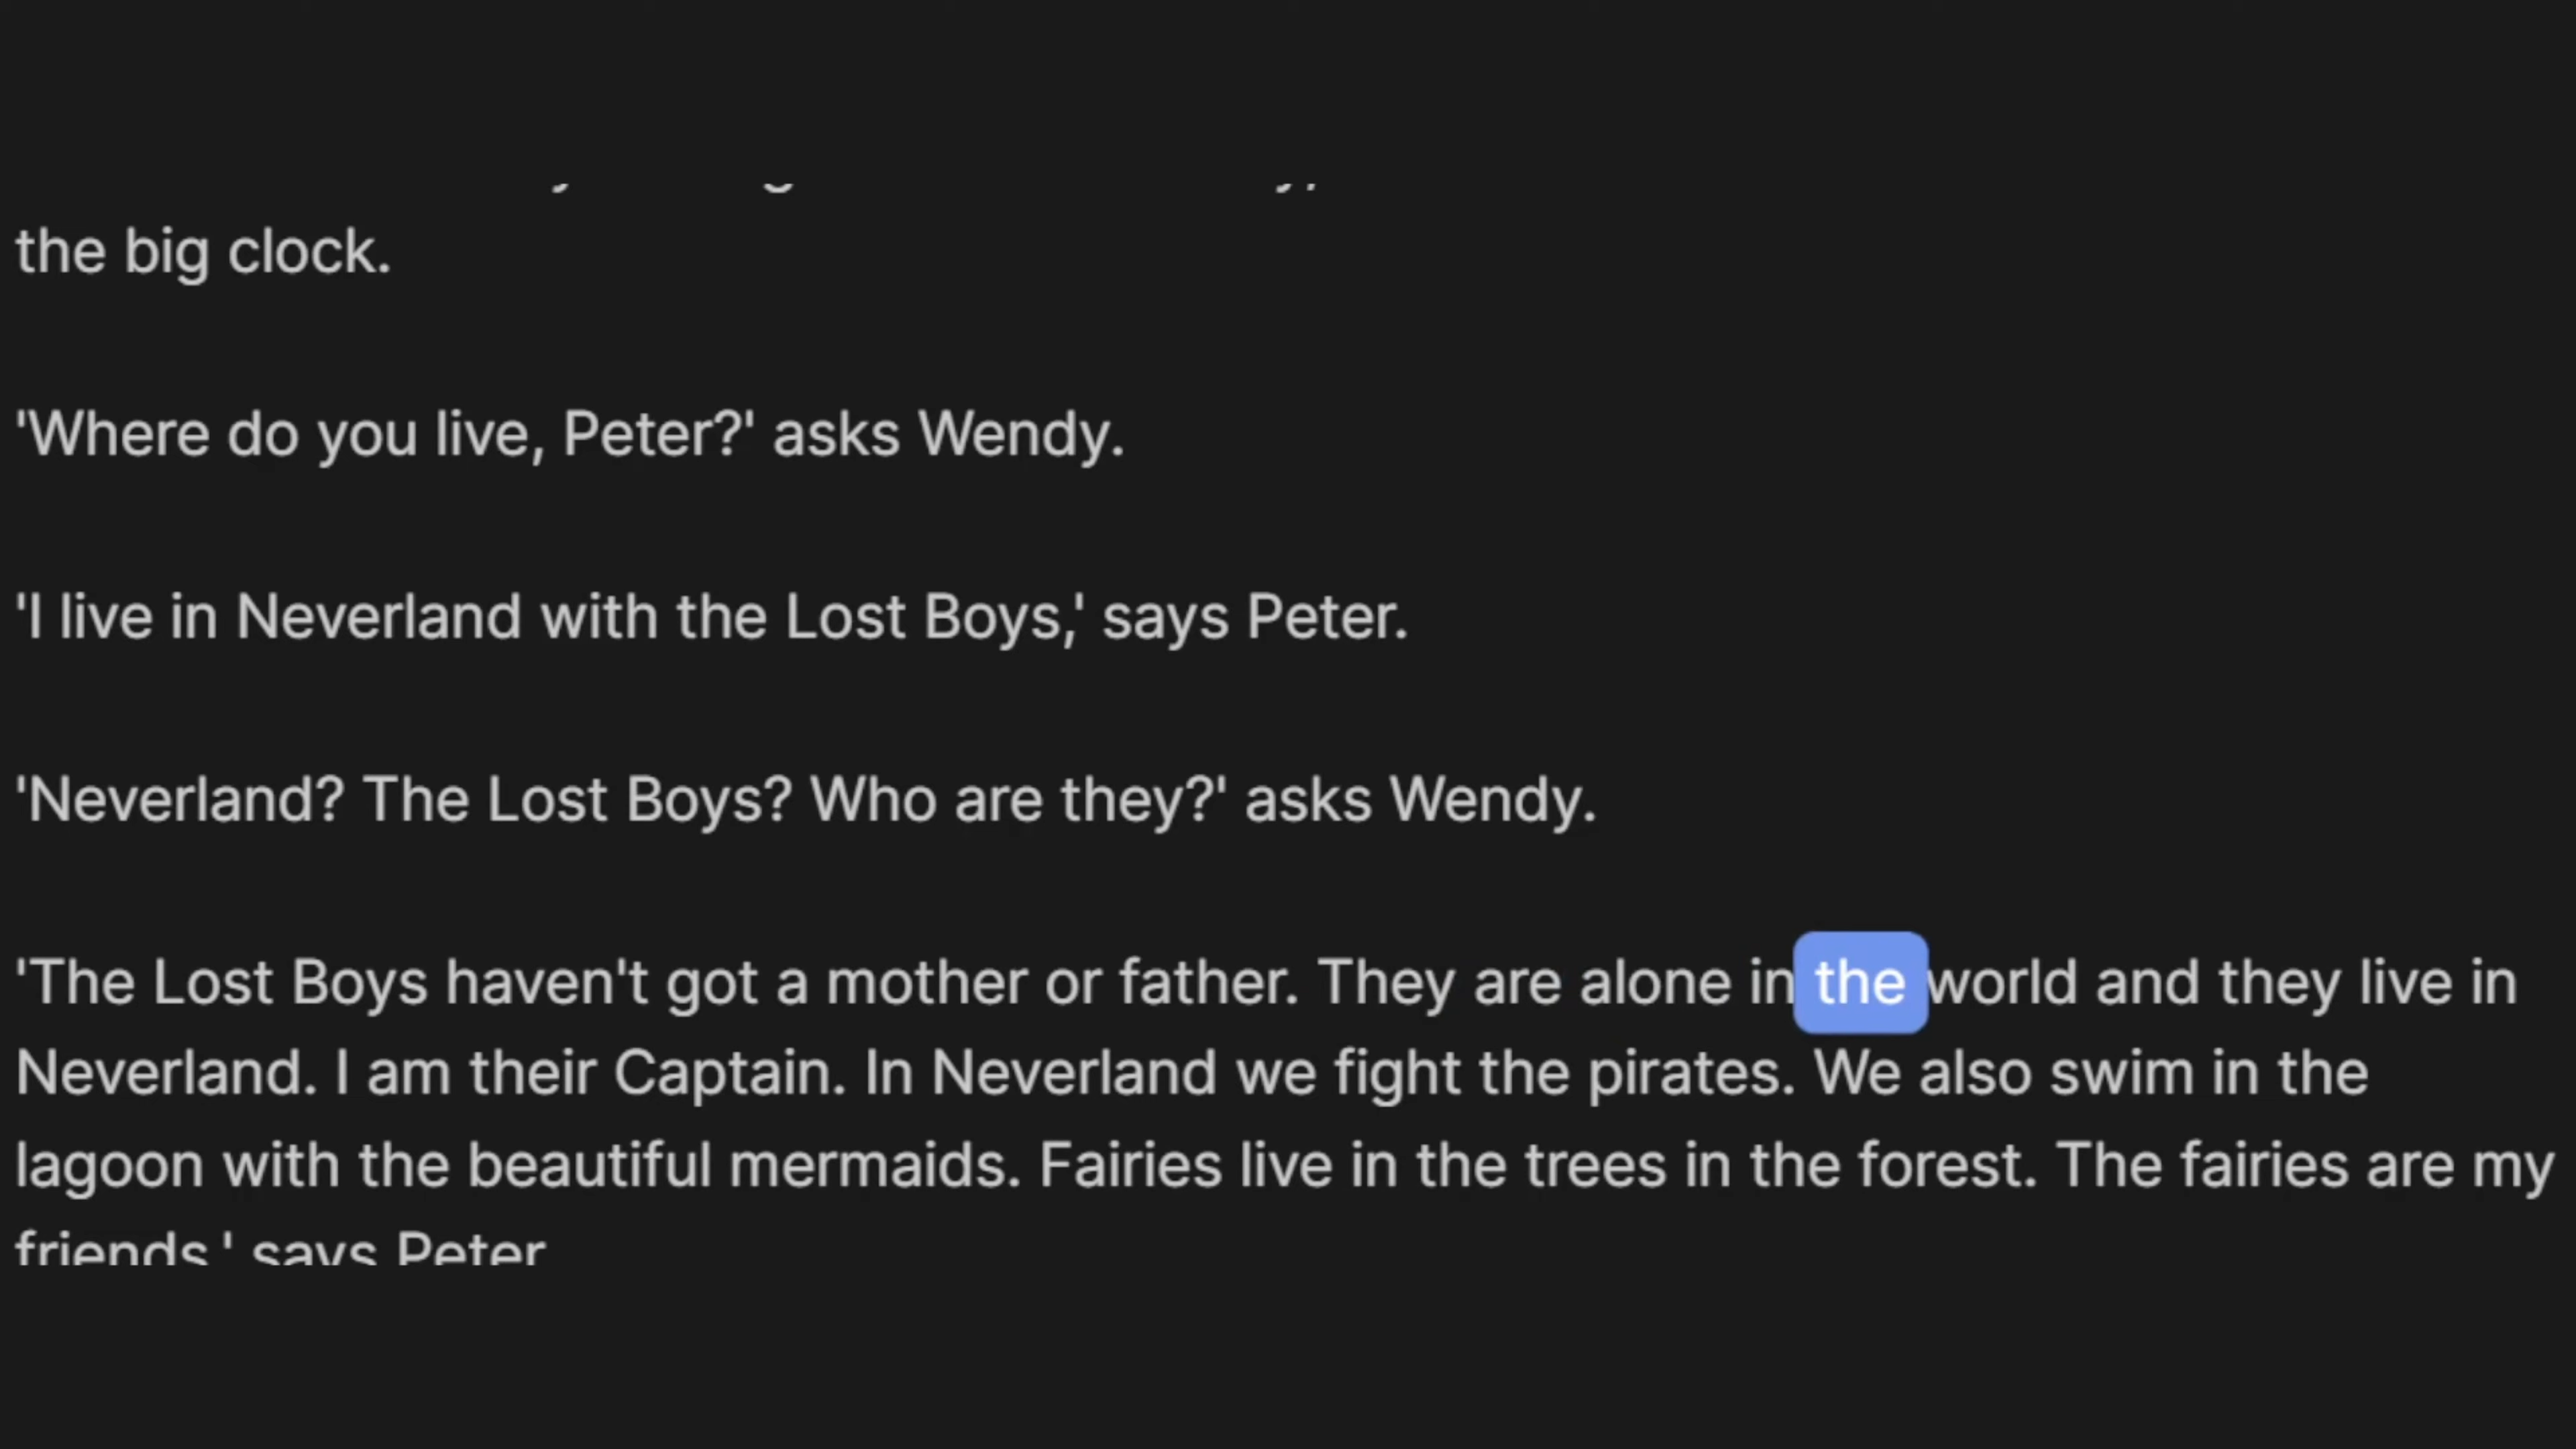 the big clock.
'Where do you live, Peter?' asks Wendy.
'I live in Neverland with the Lost Boys,' says Peter.
'Neverland? The Lost Boys? Who are they?' asks Wendy.
'The Lost Boys haven't got a mother or father. They are alone in the world and they live in
Neverland. I am their Captain. In Neverland we fight the pirates. We also swim in the
lagoon with the beautiful mermaids. Fairies live in the trees in the forest. The fairies are my
friends,' says Peter